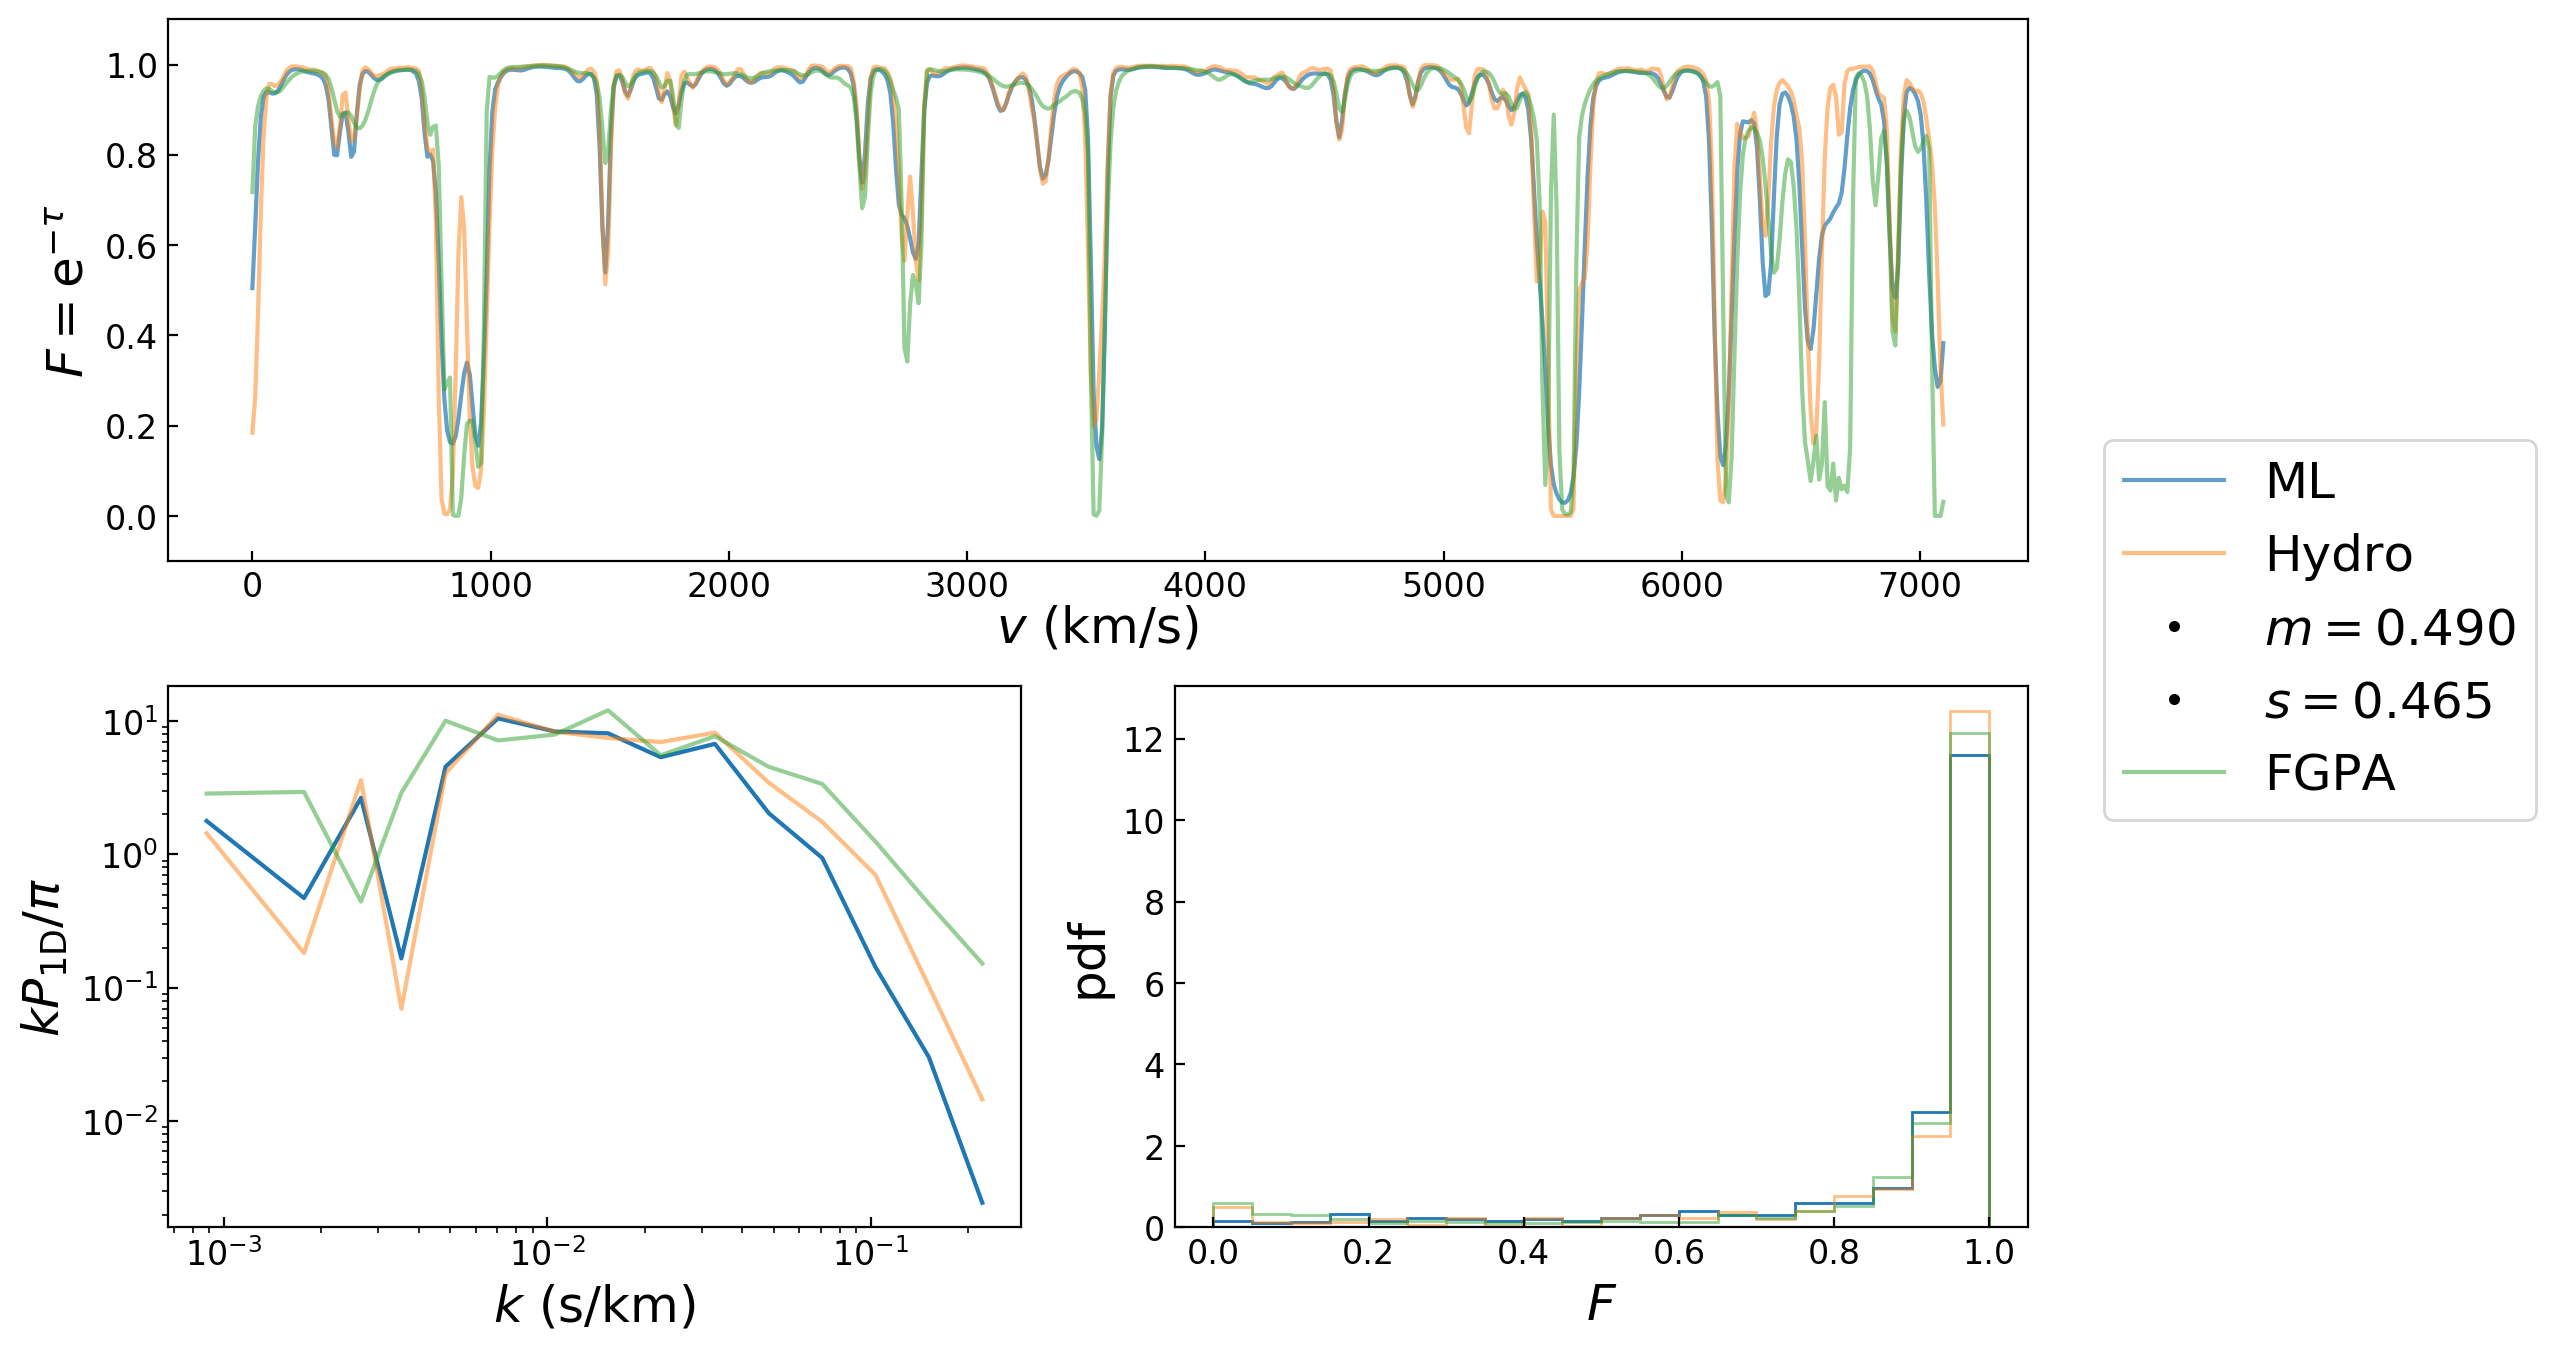 F = e^{−τ}
1.0
0.8
0.6
0.4
0.2
0.0
0 1000 2000 3000 4000 5000 6000 7000
v (km/s)
ML
Hydro
m = 0.490
s = 0.465
FGPA
kP_{1D}/π
10^1
10^0
10^{−1}
10^{−2}
10^{−3} 10^{−2} 10^{−1}
k (s/km)
pdf
12
10
8
6
4
2
0
0.0 0.2 0.4 0.6 0.8 1.0
F